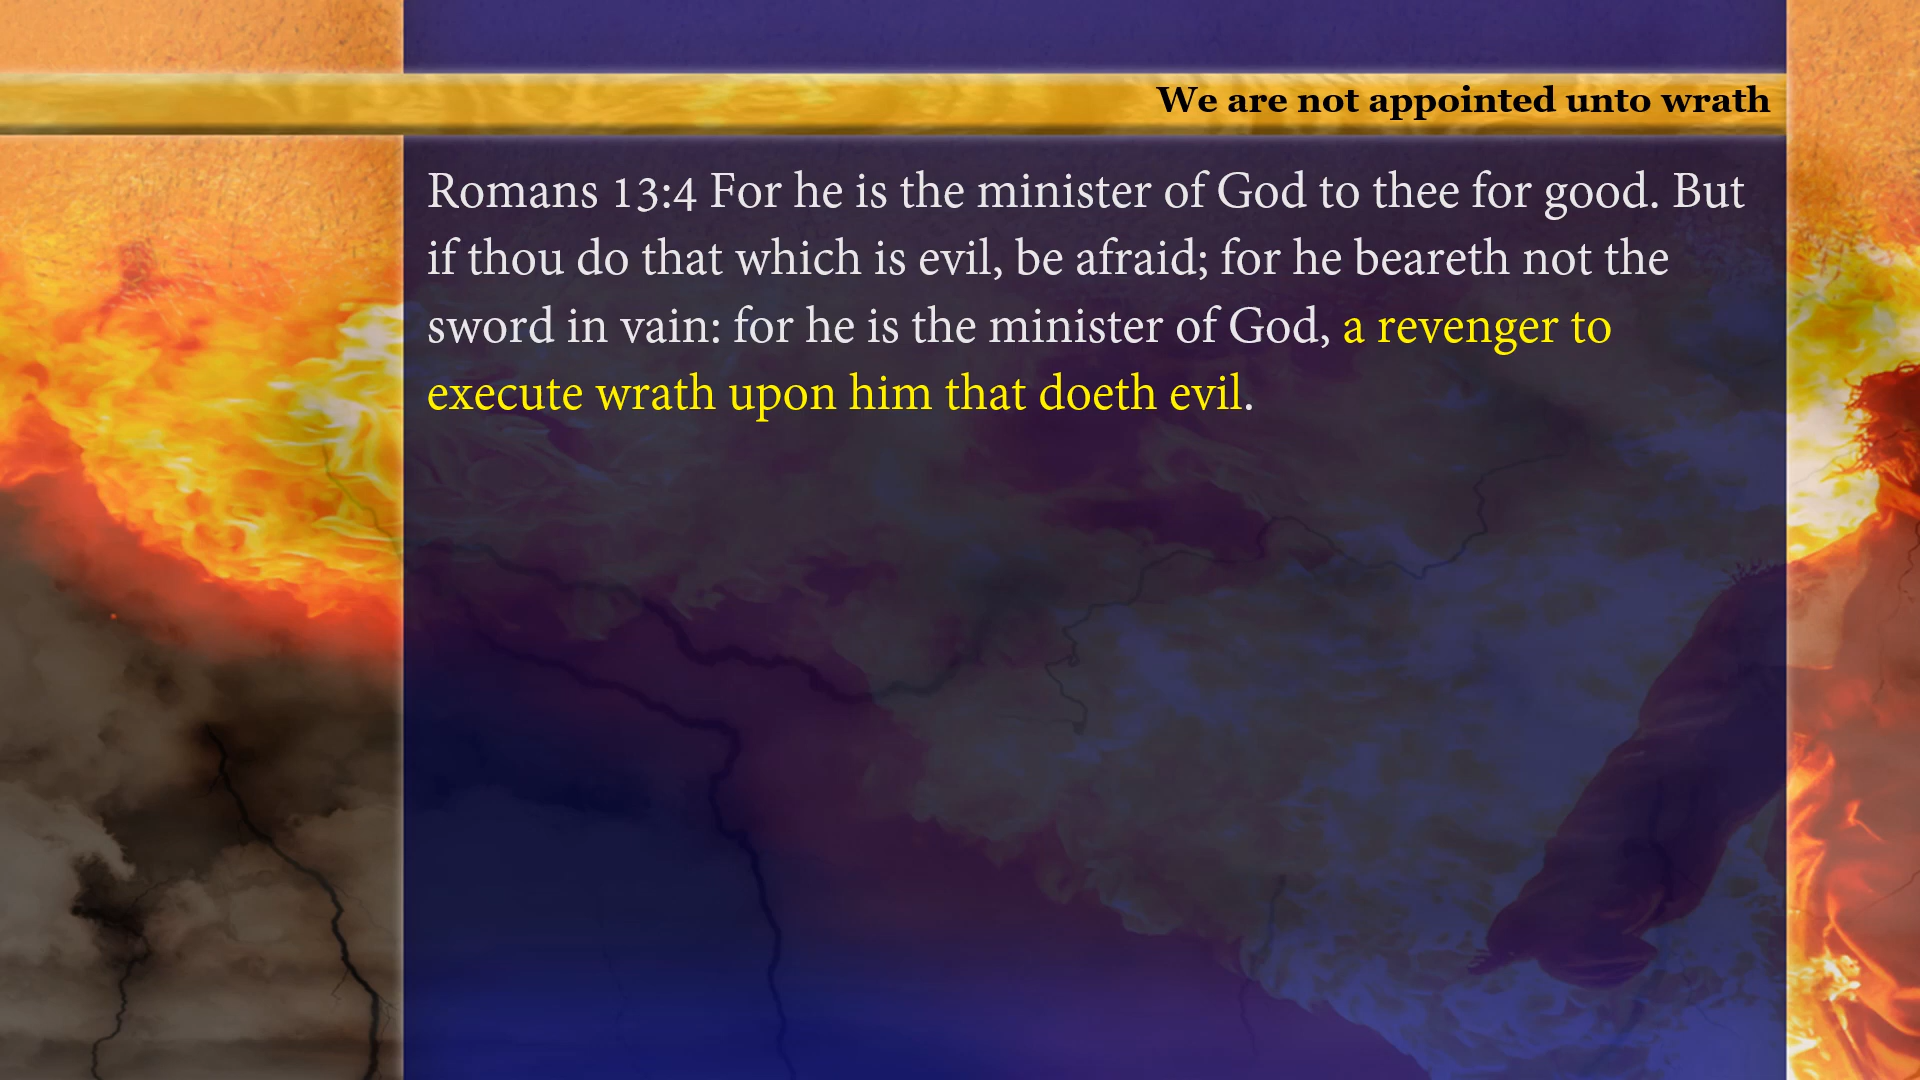 We are not appointed unto wrath
Romans 13:4 For he is the minister of God to thee for good. But
if thou do that which is evil, be afraid; for he beareth not the
sword in vain: for he is the minister of God, a revenger to
execute wrath upon him that doeth evil.